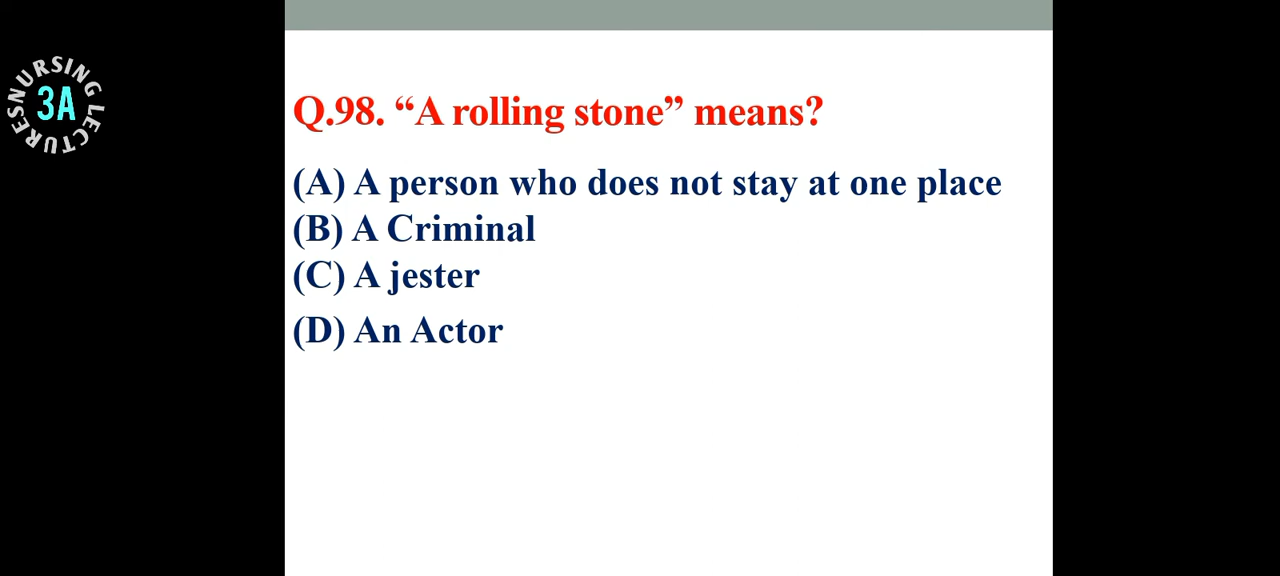 NURSING LECTURES
3A
Q.98. “A rolling stone” means?
(A) A person who does not stay at one place
(B) A Criminal
(C) A jester
(D) An Actor